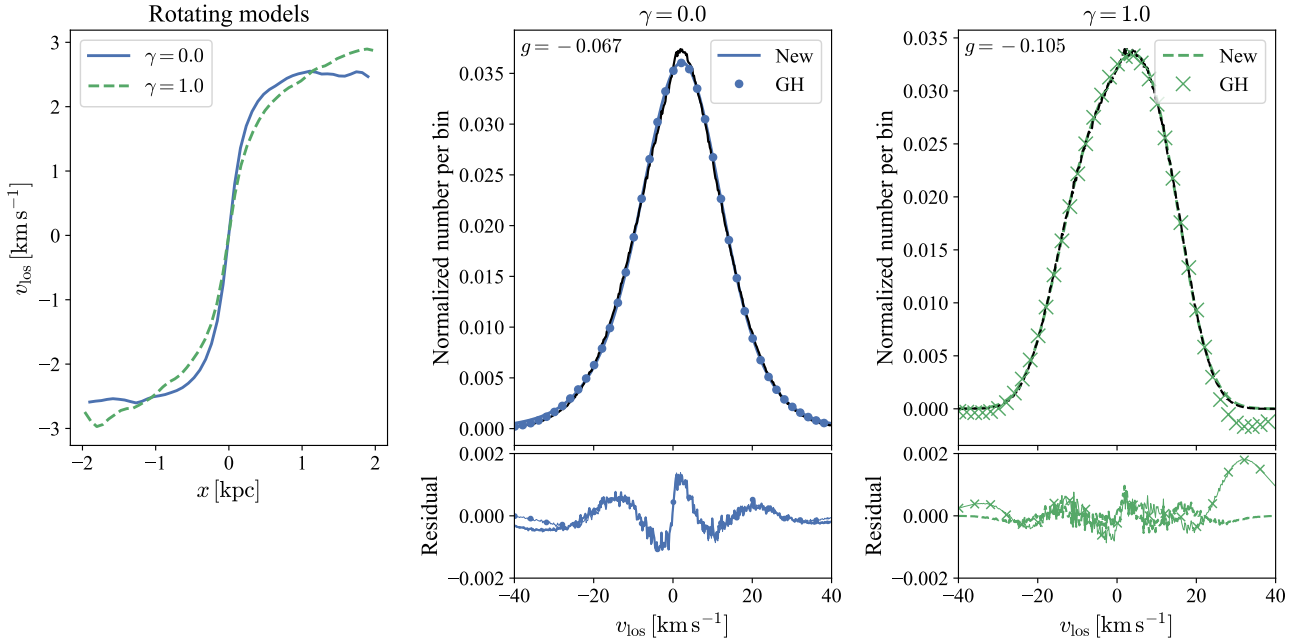 Rotating models
γ = 0.0
γ = 1.0
3
2
1
0
−1
−2
−3
v_los [km s⁻¹]
−2
−1
0
1
2
x [kpc]
γ = 0.0
g = −0.067
New
GH
0.035
0.030
0.025
0.020
0.015
0.010
0.005
0.000
Normalized number per bin
0.002
0.000
−0.002
Residual
−40
−20
0
20
40
v_los [km s⁻¹]
γ = 1.0
g = −0.105
New
GH
0.035
0.030
0.025
0.020
0.015
0.010
0.005
0.000
Normalized number per bin
0.002
0.000
−0.002
Residual
−40
−20
0
20
40
v_los [km s⁻¹]